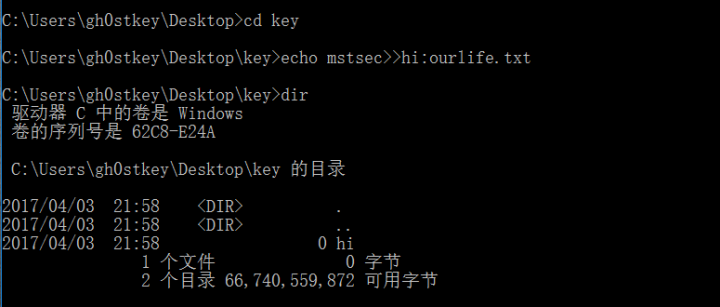 C:\Users\gh0stkey\Desktop>cd key
C:\Users\gh0stkey\Desktop\key>echo mstsec>>hi:ourlife.txt
C:\Users\gh0stkey\Desktop\key>dir
驱动器 C 中的卷是 Windows
卷的序列号是 62C8-E24A
C:\Users\gh0stkey\Desktop\key 的目录
2017/04/03  21:58    <DIR>          .
2017/04/03  21:58    <DIR>          ..
2017/04/03  21:58                 0 hi
1 个文件              0 字节
2 个目录 66,740,559,872 可用字节